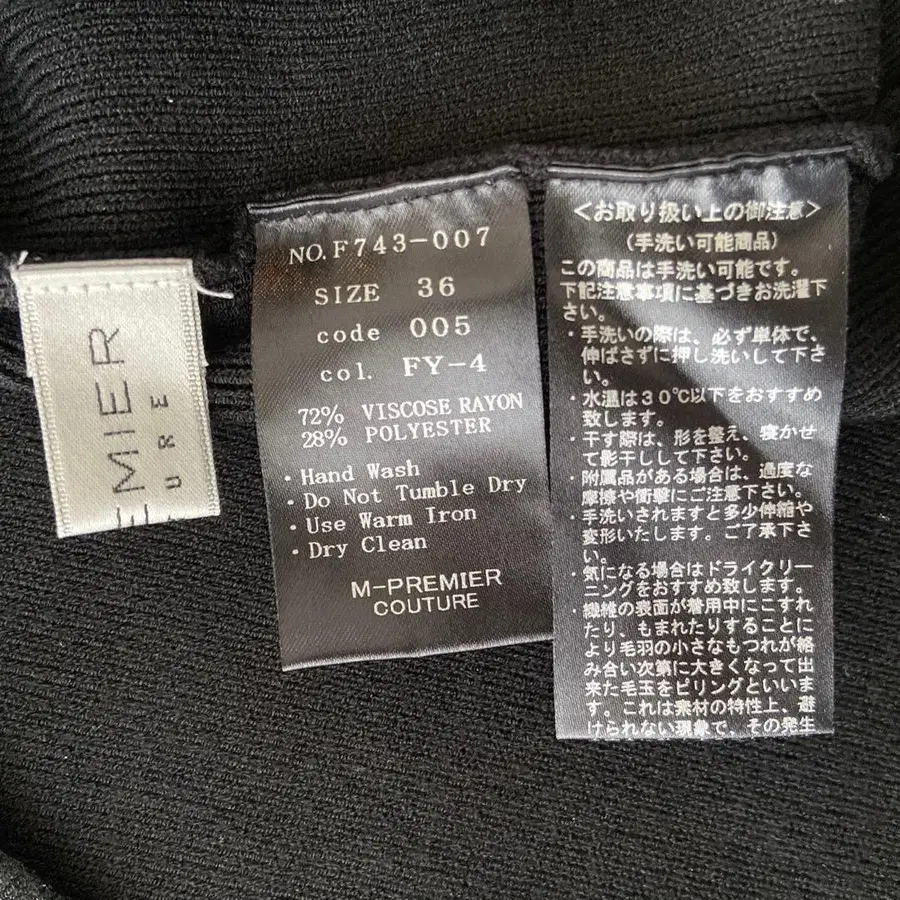 EMIER
URE
NO.F743-007
SIZE 36
code 005
col. FY-4
72% VISCOSE RAYON
28% POLYESTER
・Hand Wash
・Do Not Tumble Dry
・Use Warm Iron
・Dry Clean
M-PREMIER
COUTURE
＜お取り扱い上の御注意＞
（手洗い可能商品）
この商品は手洗い可能です。
下記注意事項に基づきお洗濯下
さい。
・手洗いの際は、必ず単体で、
伸ばさずに押し洗いして下さ
い。
・水温は30℃以下をおすすめ
致します。
・干す際は、形を整え、寝かせ
て影干しして下さい。
・附属品がある場合は、過度な
摩擦や衝撃にご注意下さい。
・手洗いされますと多少伸縮や
変形いたします。ご了承下さ
い。
・気になる場合はドライクリー
ニングをおすすめ致します。
・繊維の表面が着用中にこすれ
たり、もまれたりすることに
より毛羽の小さなもつれが絡
み合い次第に大きくなって出
来た毛玉をピリングといいま
す。これは素材の特性上、避
けられない現象で、その発生